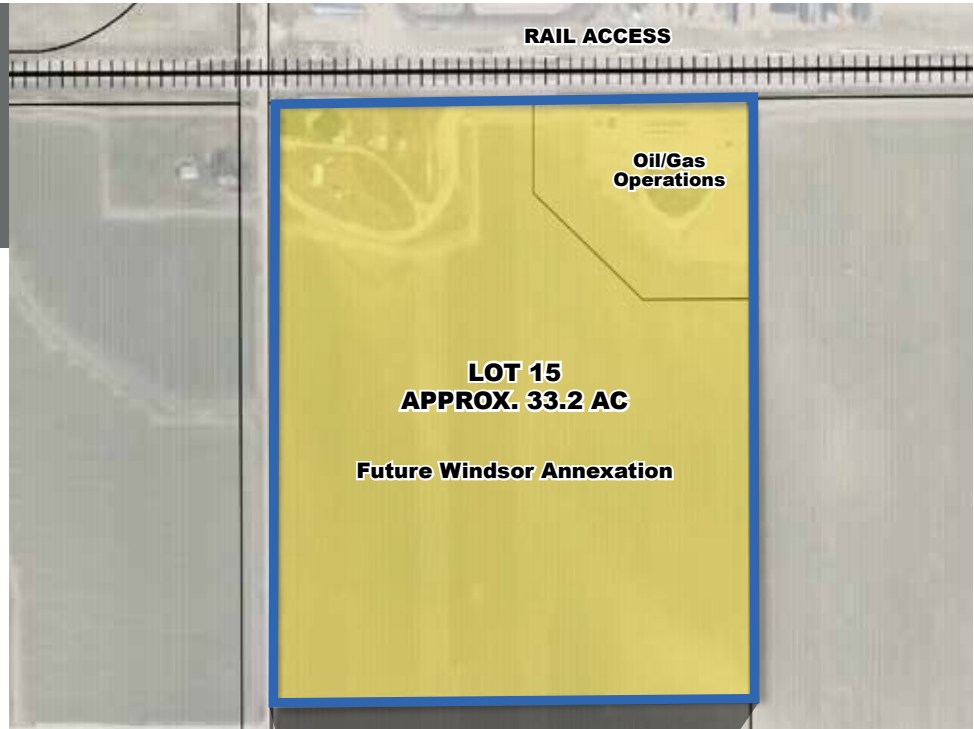 RAIL ACCESS
Oil/Gas
Operations
LOT 15
APPROX. 33.2 AC
Future Windsor Annexation